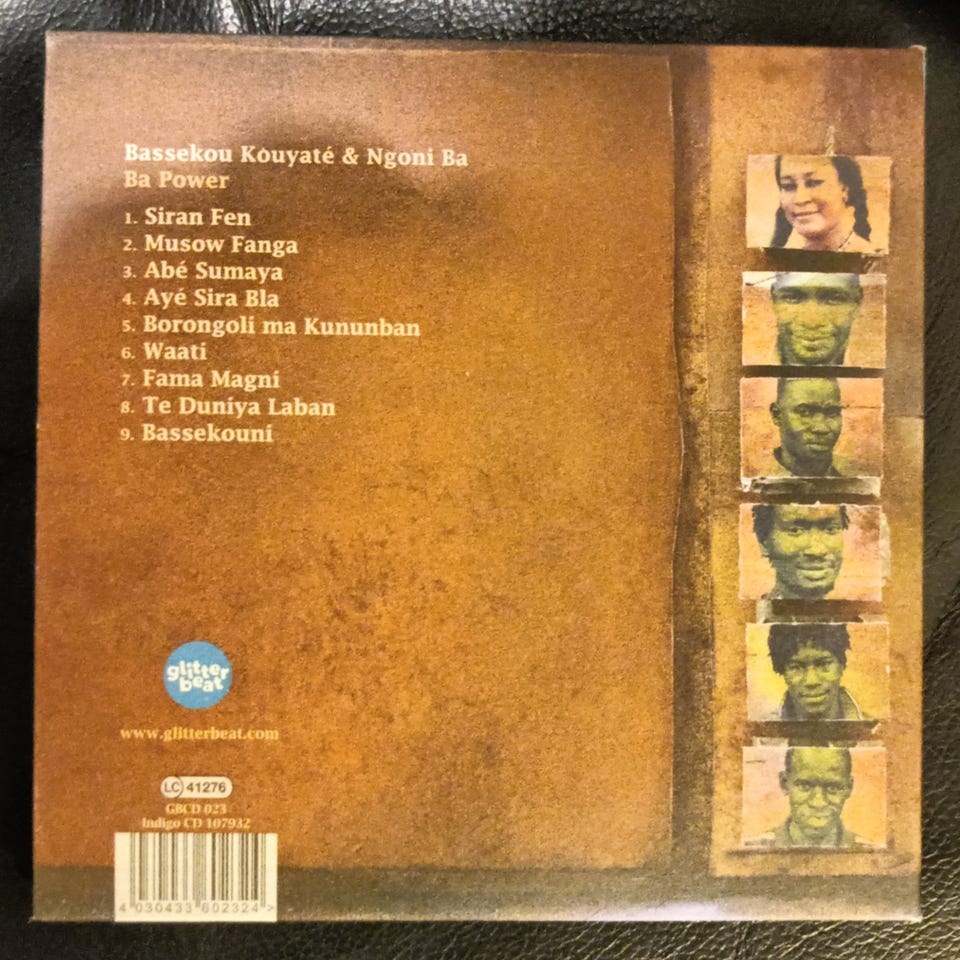 Bassekou Kouyaté & Ngoni Ba
Ba Power
1. Siran Fen
2. Musow Fanga
3. Abé Sumaya
4. Ayé Sira Bla
5. Borongoli ma Kununban
6. Waati
7. Fama Magni
8. Te Duniya Laban
9. Bassekouni
glitter
beat
www.glitterbeat.com
LC 41276
GBCD 023
Indigo CD 107932
4 030433 602324 >